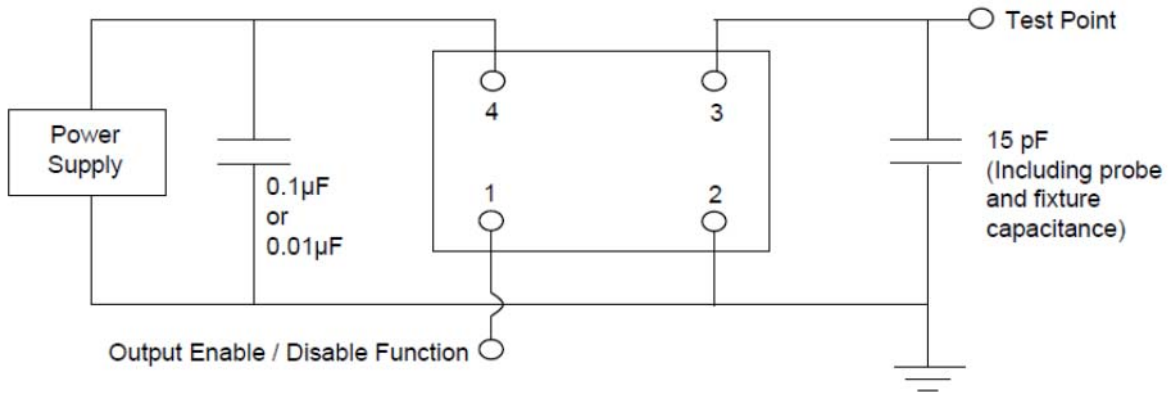 Test Point
4
3
Power
Supply
15 pF
(Including probe
and fixture
capacitance)
0.1µF
or
0.01µF
1
2
Output Enable / Disable Function